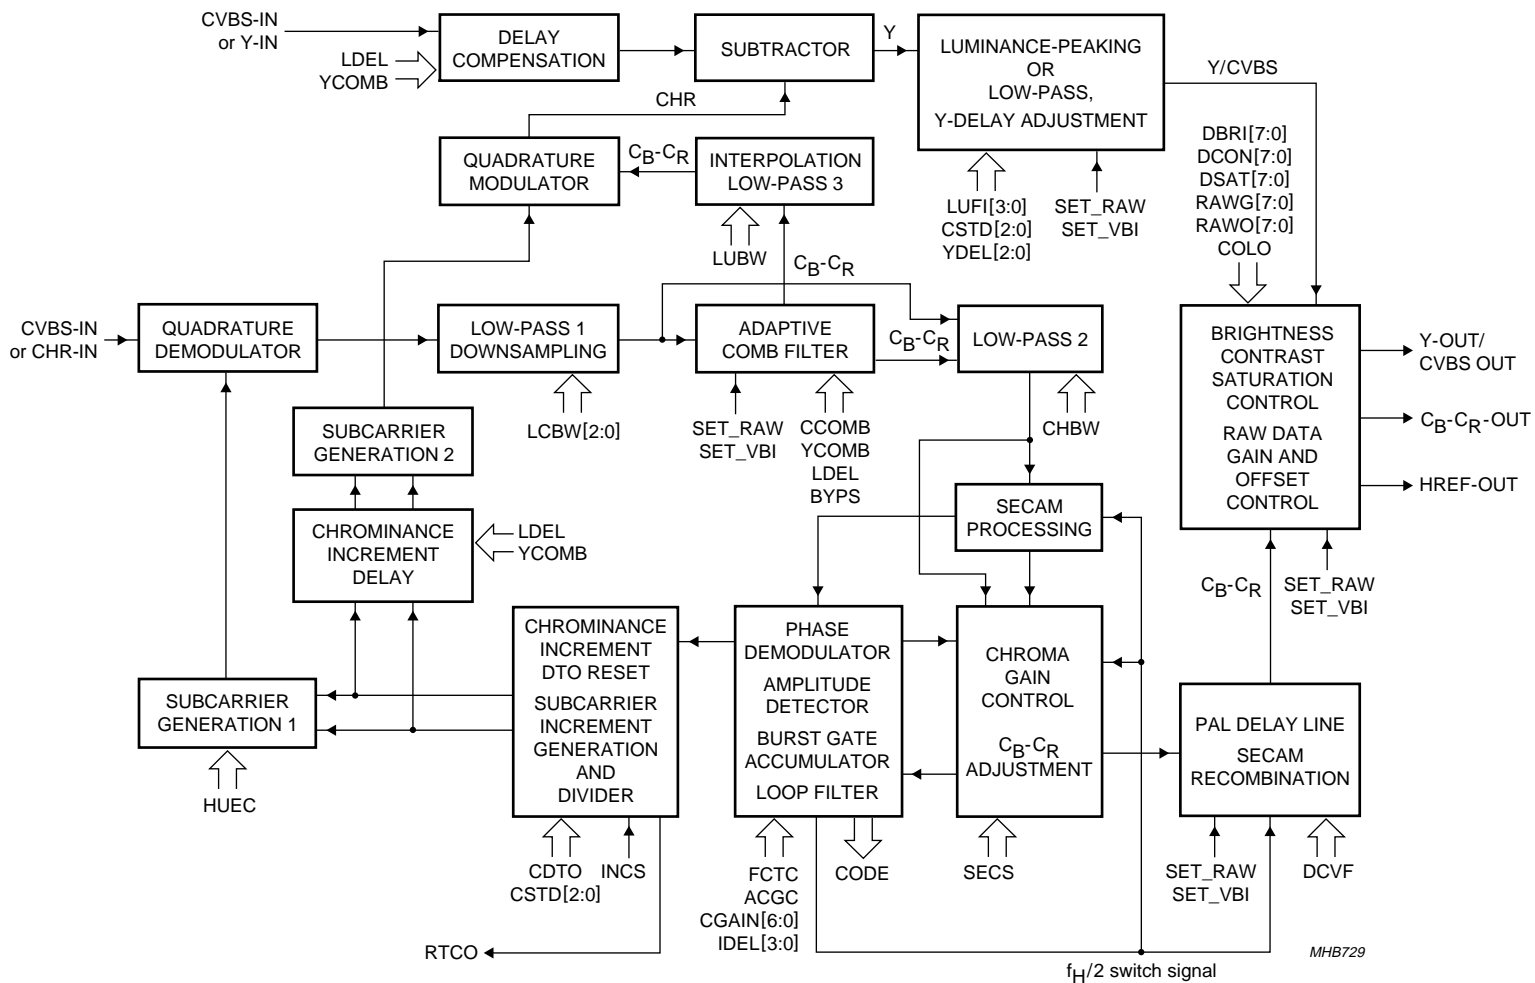 CVBS-IN
or Y-IN
LDEL
YCOMB
DELAY
COMPENSATION
SUBTRACTOR
Y
LUMINANCE-PEAKING
OR
LOW-PASS,
Y-DELAY ADJUSTMENT
Y/CVBS
CHR
QUADRATURE
MODULATOR
CB-CR
INTERPOLATION
LOW-PASS 3
LUBW
CB-CR
LUFI[3:0]
CSTD[2:0]
YDEL[2:0]
SET_RAW
SET_VBI
DBRI[7:0]
DCON[7:0]
DSAT[7:0]
RAWG[7:0]
RAWO[7:0]
COLO
CVBS-IN
or CHR-IN
QUADRATURE
DEMODULATOR
LOW-PASS 1
DOWNSAMPLING
ADAPTIVE
COMB FILTER
CB-CR
LOW-PASS 2
BRIGHTNESS
CONTRAST
SATURATION
CONTROL
RAW DATA
GAIN AND
OFFSET
CONTROL
Y-OUT/
CVBS OUT
CB-CR-OUT
HREF-OUT
LCBW[2:0]
SET_RAW
SET_VBI
CCOMB
YCOMB
LDEL
BYPS
CHBW
SUBCARRIER
GENERATION 2
CHROMINANCE
INCREMENT
DELAY
LDEL
YCOMB
SECAM
PROCESSING
CB-CR
SET_RAW
SET_VBI
SUBCARRIER
GENERATION 1
HUEC
CHROMINANCE
INCREMENT
DTO RESET
SUBCARRIER
INCREMENT
GENERATION
AND
DIVIDER
PHASE
DEMODULATOR
AMPLITUDE
DETECTOR
BURST GATE
ACCUMULATOR
LOOP FILTER
CHROMA
GAIN
CONTROL
CB-CR
ADJUSTMENT
PAL DELAY LINE
SECAM
RECOMBINATION
CDTO
CSTD[2:0]
INCS
FCTC
ACGC
CGAIN[6:0]
IDEL[3:0]
CODE
SECS
SET_RAW
SET_VBI
DCVF
RTCO
fH/2 switch signal
MHB729